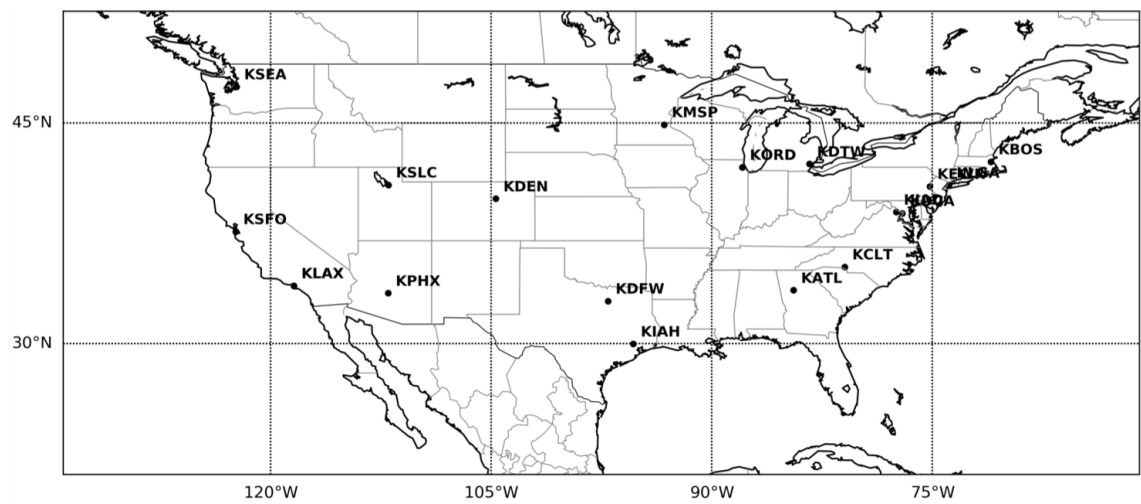 KSEA
45°N
KMSP
KBOS
KORD
KDTW
KSLC
KDEN
KSFO
KCLT
KLAX
KPHX
KATL
KDFW
KIAH
30°N
120°W
105°W
90°W
75°W